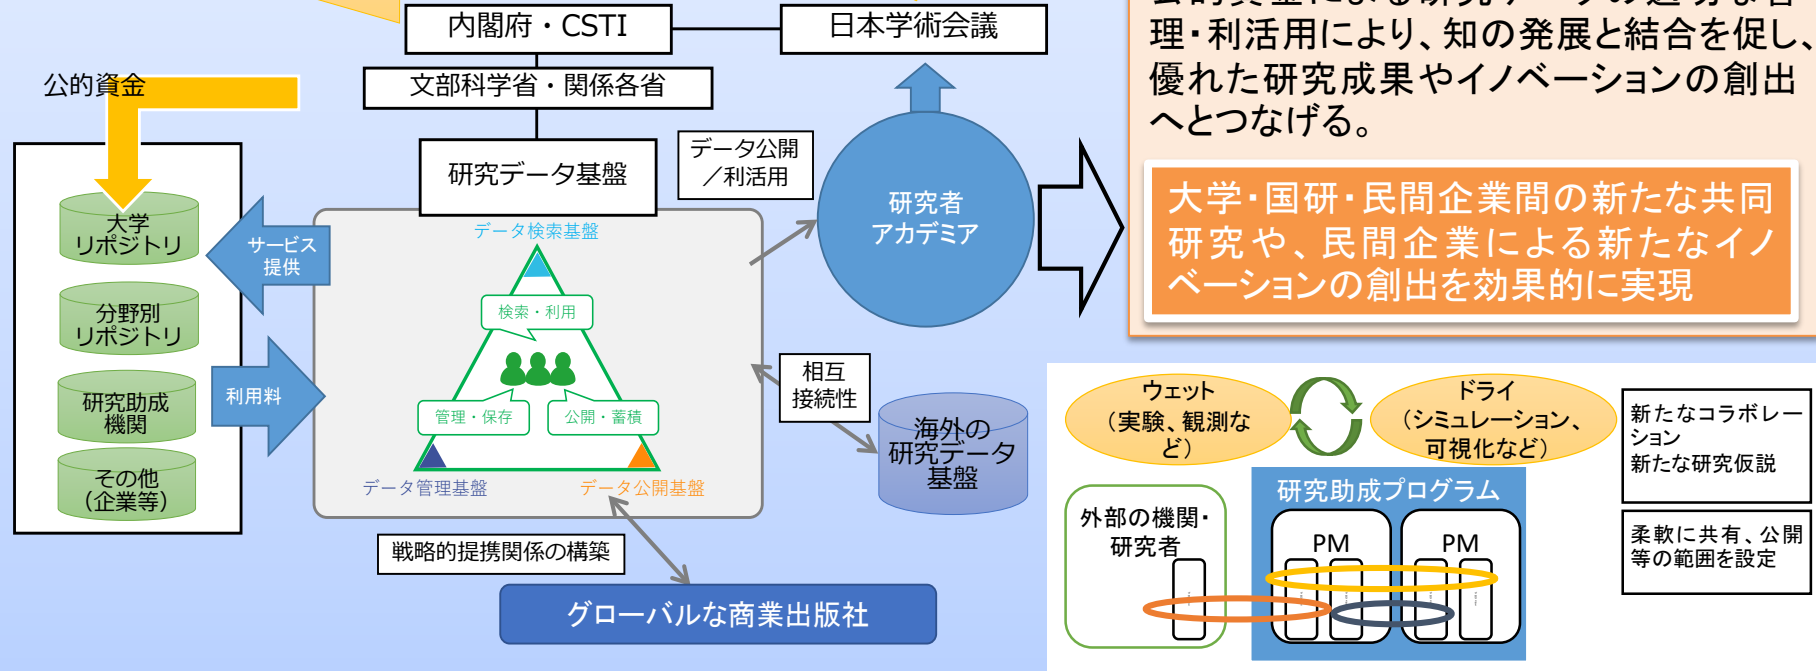 内閣府・CSTI
日本学術会議
文部科学省・関係各省
公的資金
研究データ基盤
データ公開
／利活用
研究者
アカデミア
大学
リポジトリ
分野別
リポジトリ
研究助成
機関
その他
（企業等）
サービス
提供
利用料
データ検索基盤
検索・利用
管理・保存
公開・蓄積
データ管理基盤
データ公開基盤
相互
接続性
海外の
研究データ
基盤
戦略的提携関係の構築
グローバルな商業出版社
理・利活用により、知の発展と結合を促し、
優れた研究成果やイノベーションの創出
へとつなげる。
大学・国研・民間企業間の新たな共同
研究や、民間企業による新たなイノ
ベーションの創出を効果的に実現
ウェット
（実験、観測な
ど）
ドライ
（シミュレーション、
可視化など）
新たなコラボレー
ション
新たな研究仮説
研究助成プログラム
外部の機関・
研究者
PM
PM
柔軟に共有、公開
等の範囲を設定